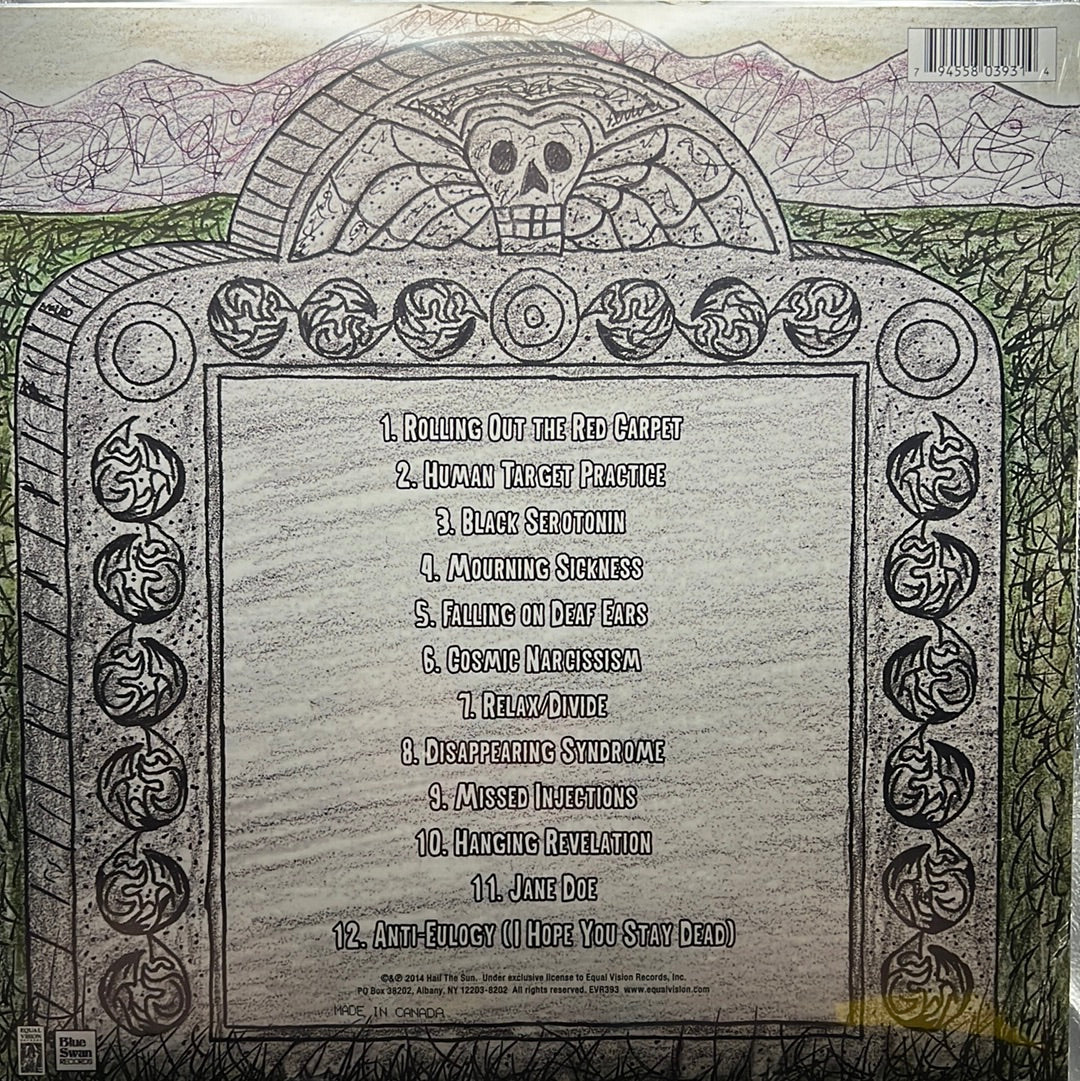 7 94558 03931 4
1. Rolling Out the Red Carpet
2. Human Target Practice
3. Black Serotonin
4. Mourning Sickness
5. Falling on Deaf Ears
6. Cosmic Narcissism
7. Relax/Divide
8. Disappearing Syndrome
9. Missed Injections
10. Hanging Revelation
11. Jane Doe
12. Anti-Eulogy (I Hope You Stay Dead)
©&℗ 2014 Hail The Sun. Under exclusive license to Equal Vision Records, Inc.
PO Box 38202, Albany, NY 12203-8202 All rights reserved. EVR393 www.equalvision.com
MADE IN CANADA
EQUAL
VISION
RECORDS
Blue
Swan
RECORDS